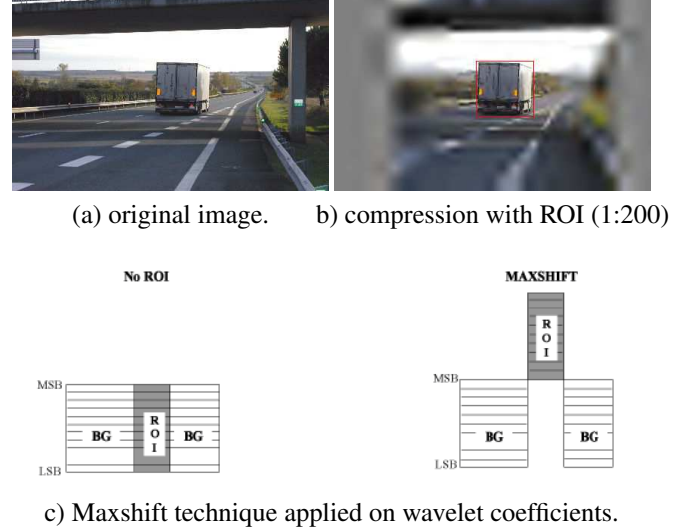 (a) original image. b) compression with ROI (1:200)
No ROI MAXSHIFT
R
O
I
MSB MSB
BG R O I BG BG BG
LSB LSB
c) Maxshift technique applied on wavelet coefficients.